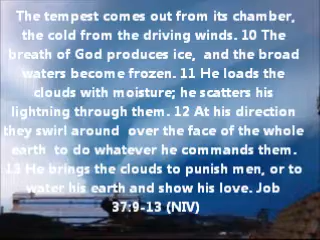 The tempest comes out from its chamber,
the cold from the driving winds. 10 The
breath of God produces ice, and the broad
waters become frozen. 11 He loads the
clouds with moisture; he scatters his
lightning through them. 12 At his direction
they swirl around over the face of the whole
earth to do whatever he commands them.
13 He brings the clouds to punish men, or to
water his earth and show his love. Job
37:9-13 (NIV)